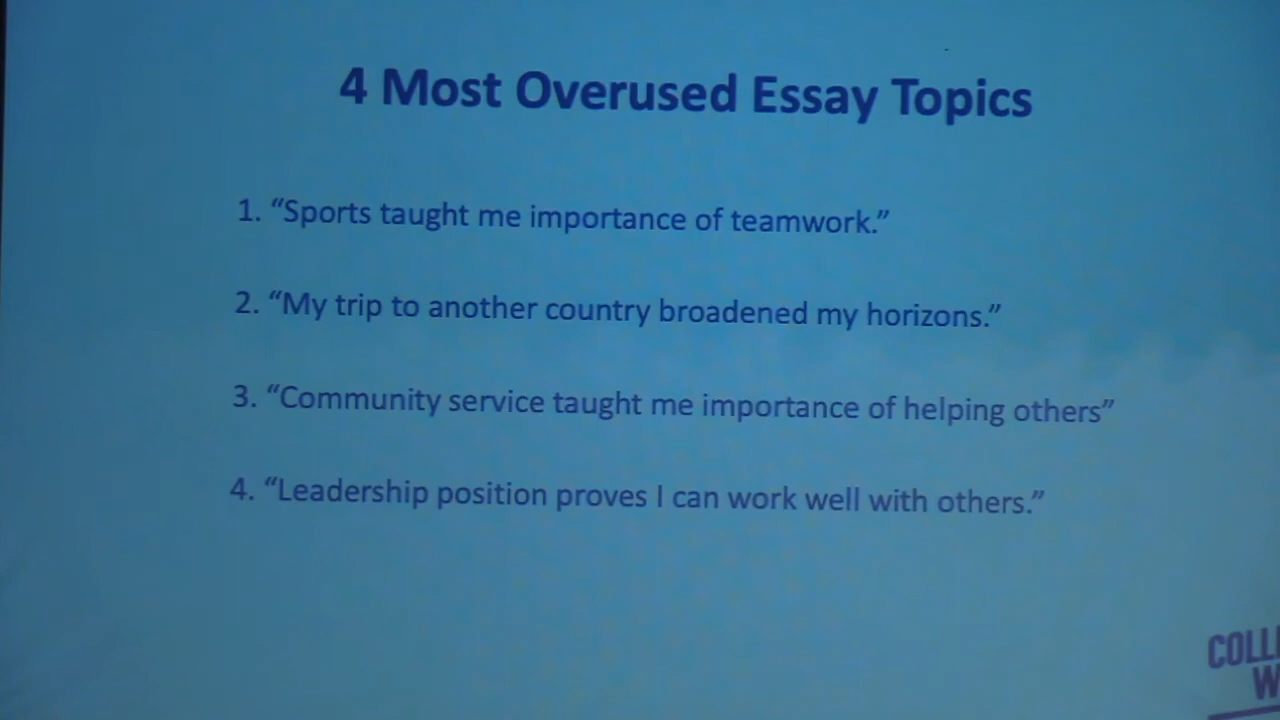 4 Most Overused Essay Topics
1. “Sports taught me importance of teamwork.”
2. “My trip to another country broadened my horizons.”
3. “Community service taught me importance of helping others”
4. “Leadership position proves I can work well with others.”